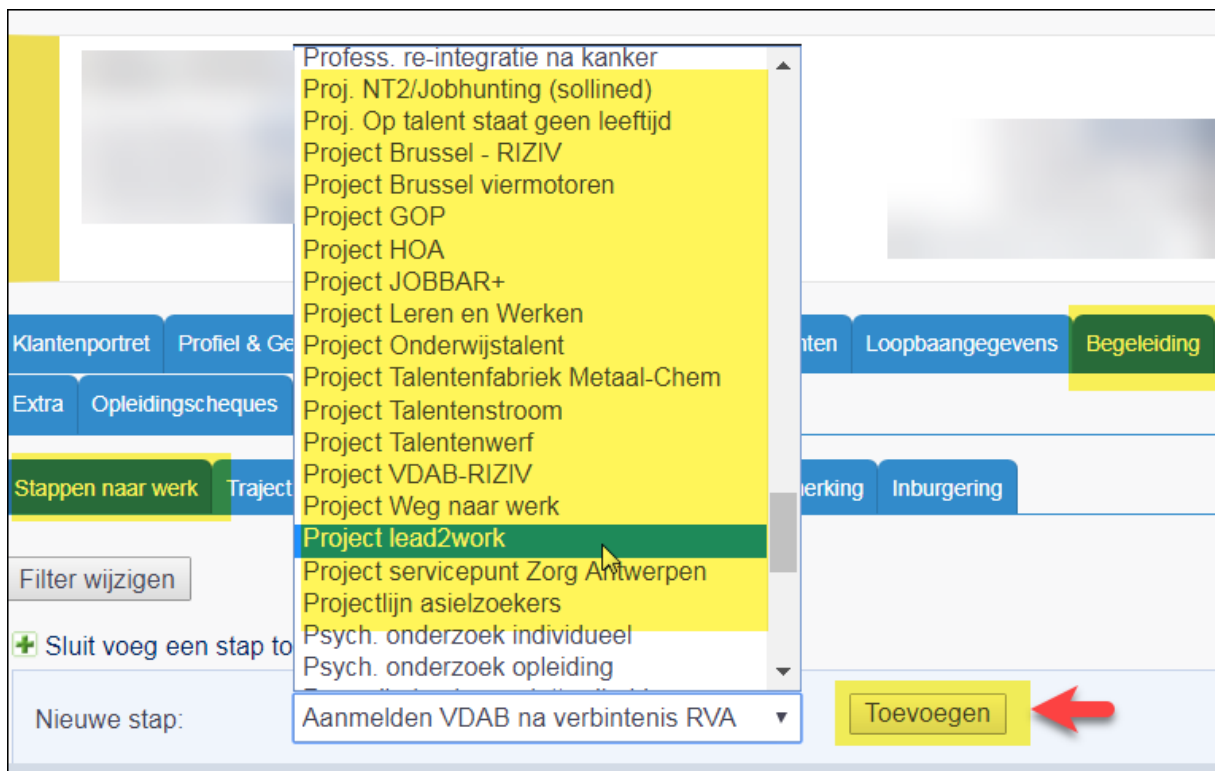 Profess. re-integratie na kanker
Proj. NT2/Jobhunting (sollined)
Proj. Op talent staat geen leeftijd
Project Brussel - RIZIV
Project Brussel viermotoren
Project GOP
Project HOA
Project JOBBAR+
Project Leren en Werken
Project Onderwijstalent
Project Talentenfabriek Metaal-Chem
Project Talentenstroom
Project Talentenwerf
Project VDAB-RIZIV
Project Weg naar werk
Project lead2work
Project servicepunt Zorg Antwerpen
Projectlijn asielzoekers
Psych. onderzoek individueel
Psych. onderzoek opleiding
Klantenportret Profiel & Ge nten Loopbaangegevens Begeleiding
Extra Opleidingscheques
Stappen naar werk Traject erking Inburgering
Filter wijzigen
Sluit voeg een stap to
Nieuwe stap: Aanmelden VDAB na verbintenis RVA Toevoegen